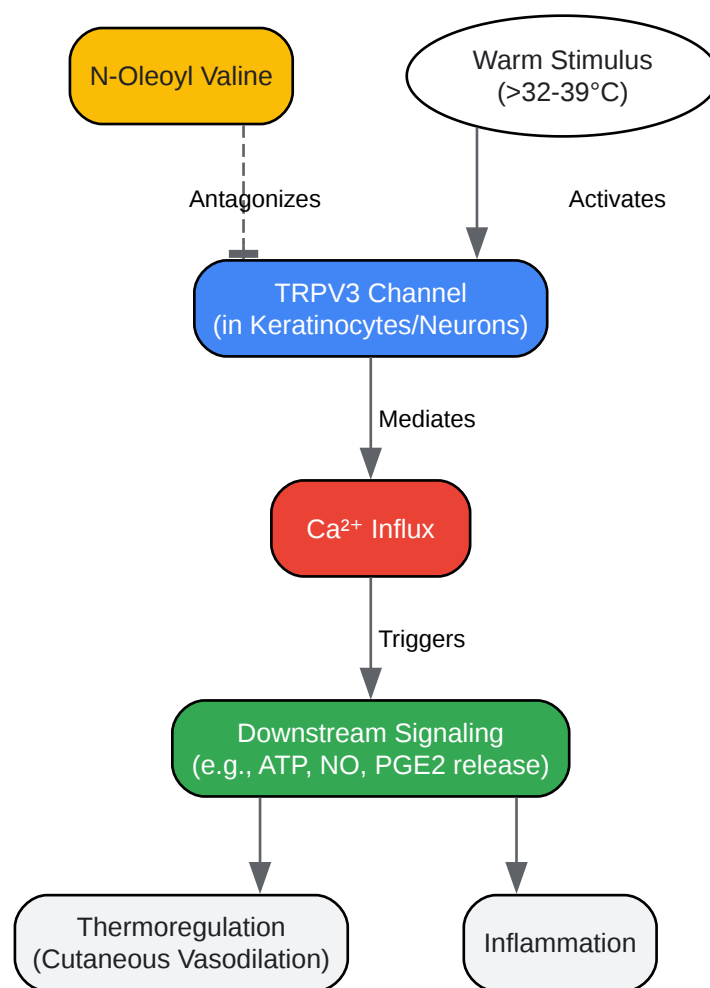 N-Oleoyl Valine
Warm Stimulus
(>32-39°C)
Antagonizes
Activates
TRPV3 Channel
(in Keratinocytes/Neurons)
Mediates
Ca²⁺ Influx
Triggers
Downstream Signaling
(e.g., ATP, NO, PGE2 release)
Thermoregulation
(Cutaneous Vasodilation)
Inflammation